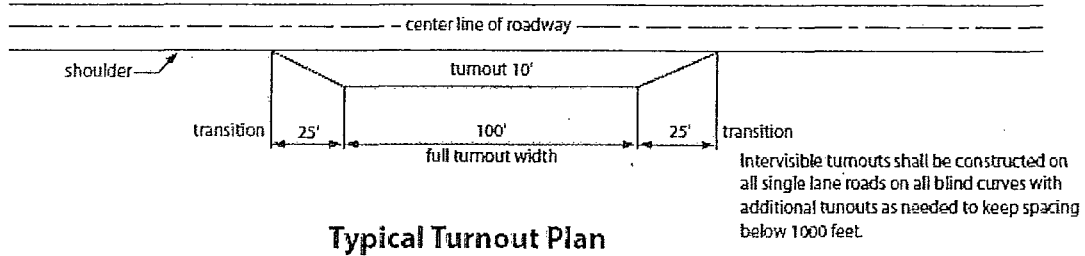 center line of roadway
shoulder
turnout 10'
transition 25' 100' 25' transition
full turnout width
Intervisible turnouts shall be constructed on
all single lane roads on all blind curves with
additional tunouts as needed to keep spacing
below 1000 feet.
Typical Turnout Plan